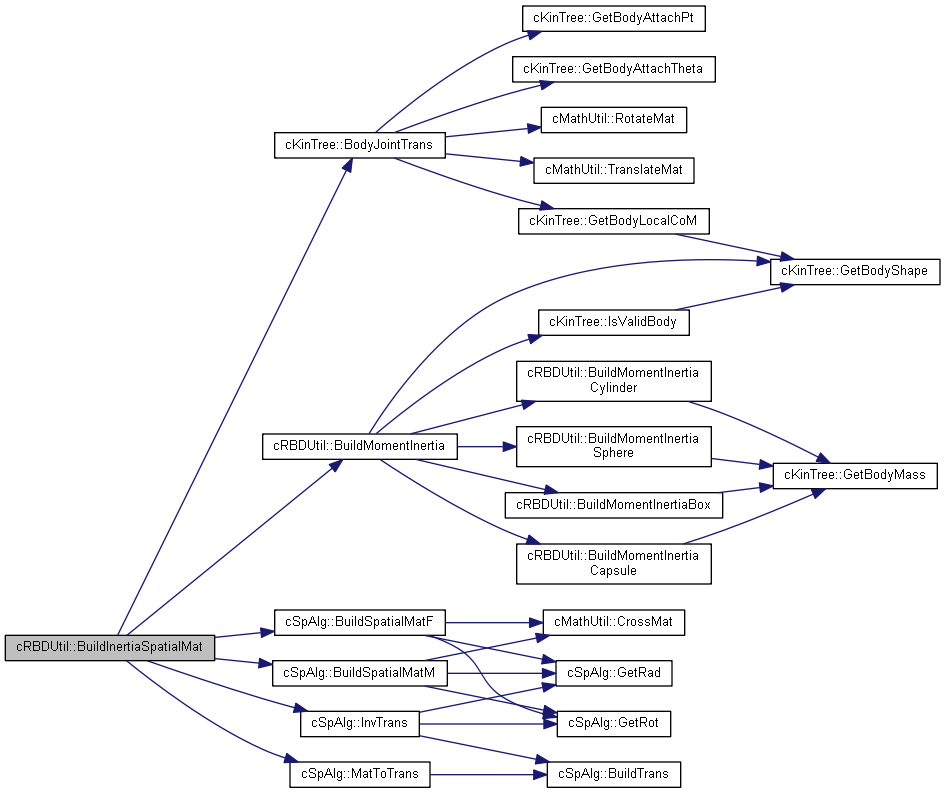 cKinTree::GetBodyAttachPt
cKinTree::GetBodyAttachTheta
cMathUtil::RotateMat
cKinTree::BodyJointTrans
cMathUtil::TranslateMat
cKinTree::GetBodyLocalCoM
cKinTree::GetBodyShape
cKinTree::IsValidBody
cRBDUtil::BuildMomentInertia
Cylinder
cRBDUtil::BuildMomentInertia
cRBDUtil::BuildMomentInertia
Sphere
cKinTree::GetBodyMass
cRBDUtil::BuildMomentInertiaBox
cRBDUtil::BuildMomentInertia
Capsule
cSpAlg::BuildSpatialMatF
cMathUtil::CrossMat
cRBDUtil::BuildInertiaSpatialMat
cSpAlg::BuildSpatialMatM
cSpAlg::GetRad
cSpAlg::InvTrans
cSpAlg::GetRot
cSpAlg::MatToTrans
cSpAlg::BuildTrans